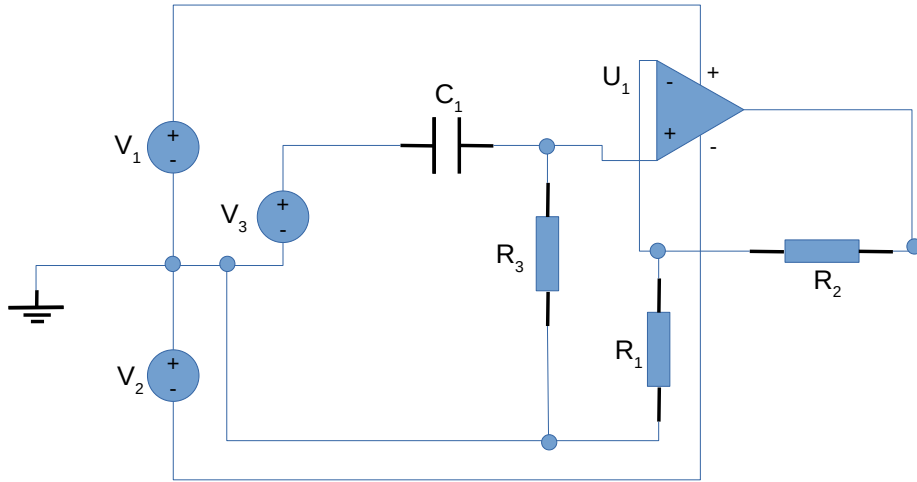 U₁
-
+
+
-
C₁
V₁
+
-
V₃
+
-
R₃
R₂
R₁
V₂
+
-